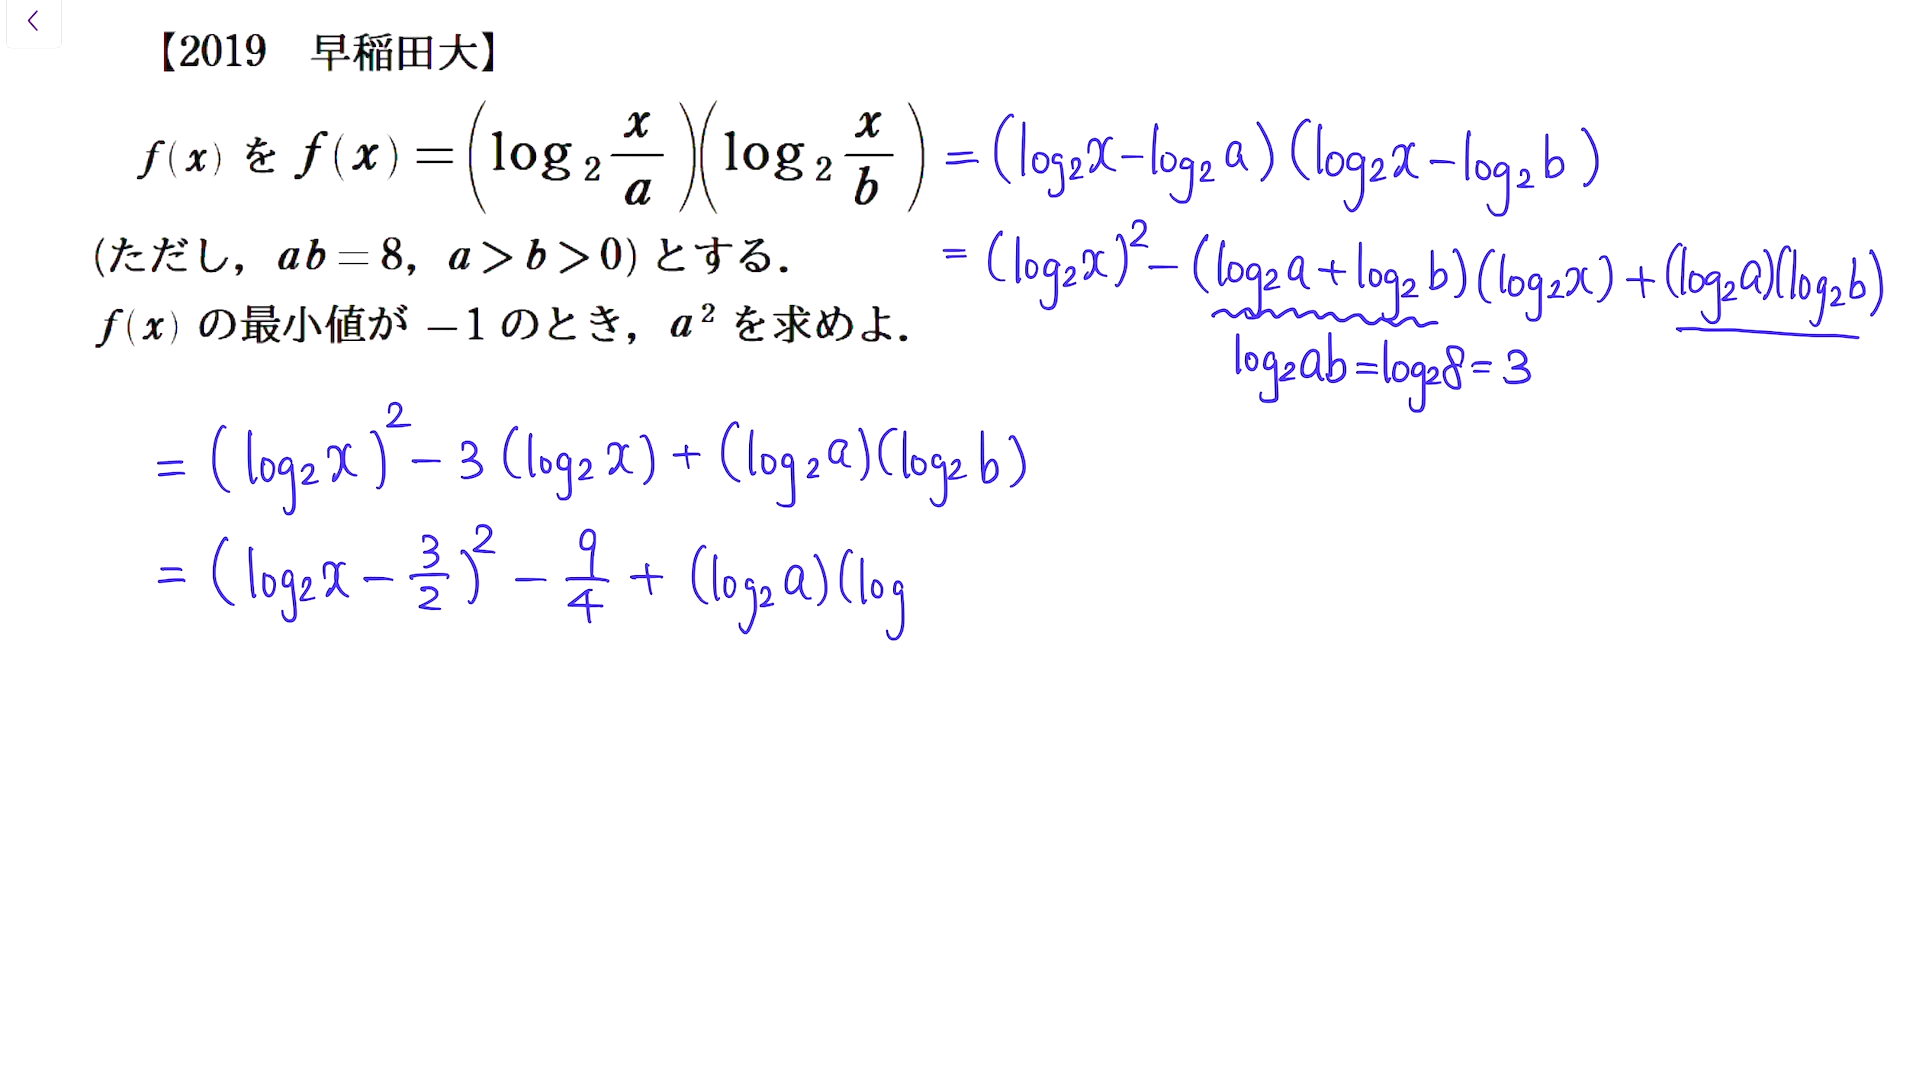 【2019 早稲田大】
f(x) を f(x) = (log₂ x/a)(log₂ x/b) = (log₂x − log₂a)(log₂x − log₂b)
(ただし, ab = 8, a > b > 0) とする. = (log₂x)² − (log₂a + log₂b)(log₂x) + (log₂a)(log₂b)
f(x) の最小値が −1 のとき, a² を求めよ.
log₂ab = log₂8 = 3
= (log₂x)² − 3(log₂x) + (log₂a)(log₂b)
= (log₂x − 3/2)² − 9/4 + (log₂a)(log